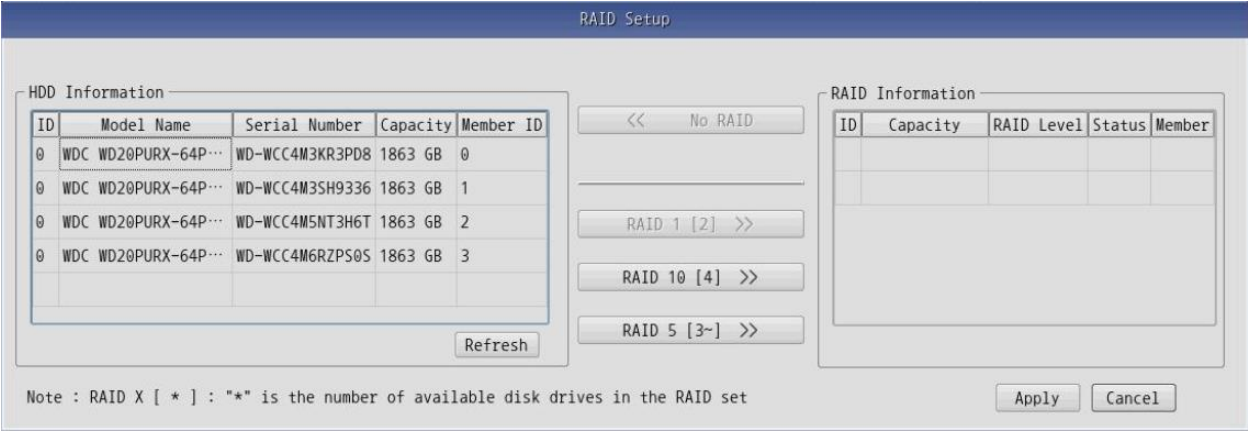 RAID Setup
HDD Information
ID Model Name Serial Number Capacity Member ID
0 WDC WD20PURX-64P··· WD-WCC4M3KR3PD8 1863 GB 0
0 WDC WD20PURX-64P··· WD-WCC4M3SH9336 1863 GB 1
0 WDC WD20PURX-64P··· WD-WCC4M5NT3H6T 1863 GB 2
0 WDC WD20PURX-64P··· WD-WCC4M6RZPS0S 1863 GB 3
Refresh
<< No RAID
RAID 1 [2] >>
RAID 10 [4] >>
RAID 5 [3~] >>
RAID Information
ID Capacity RAID Level Status Member
Note : RAID X [ * ] : "*" is the number of available disk drives in the RAID set
Apply Cancel